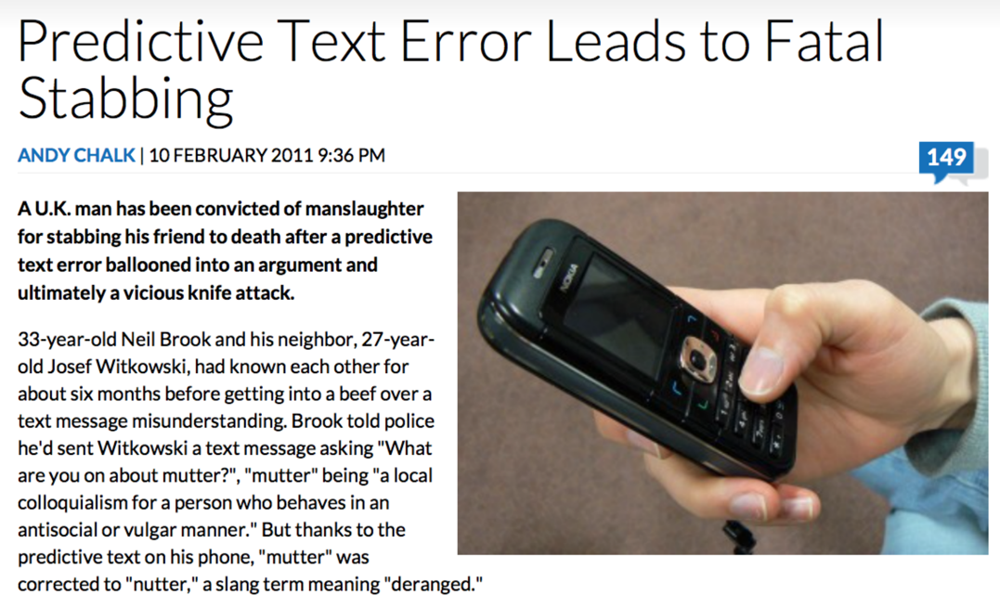 Predictive Text Error Leads to Fatal
Stabbing
ANDY CHALK | 10 FEBRUARY 2011 9:36 PM
149
A U.K. man has been convicted of manslaughter
for stabbing his friend to death after a predictive
text error ballooned into an argument and
ultimately a vicious knife attack.
33-year-old Neil Brook and his neighbor, 27-year-
old Josef Witkowski, had known each other for
about six months before getting into a beef over a
text message misunderstanding. Brook told police
he'd sent Witkowski a text message asking "What
are you on about mutter?", "mutter" being "a local
colloquialism for a person who behaves in an
antisocial or vulgar manner." But thanks to the
predictive text on his phone, "mutter" was
corrected to "nutter," a slang term meaning "deranged."
NOKIA